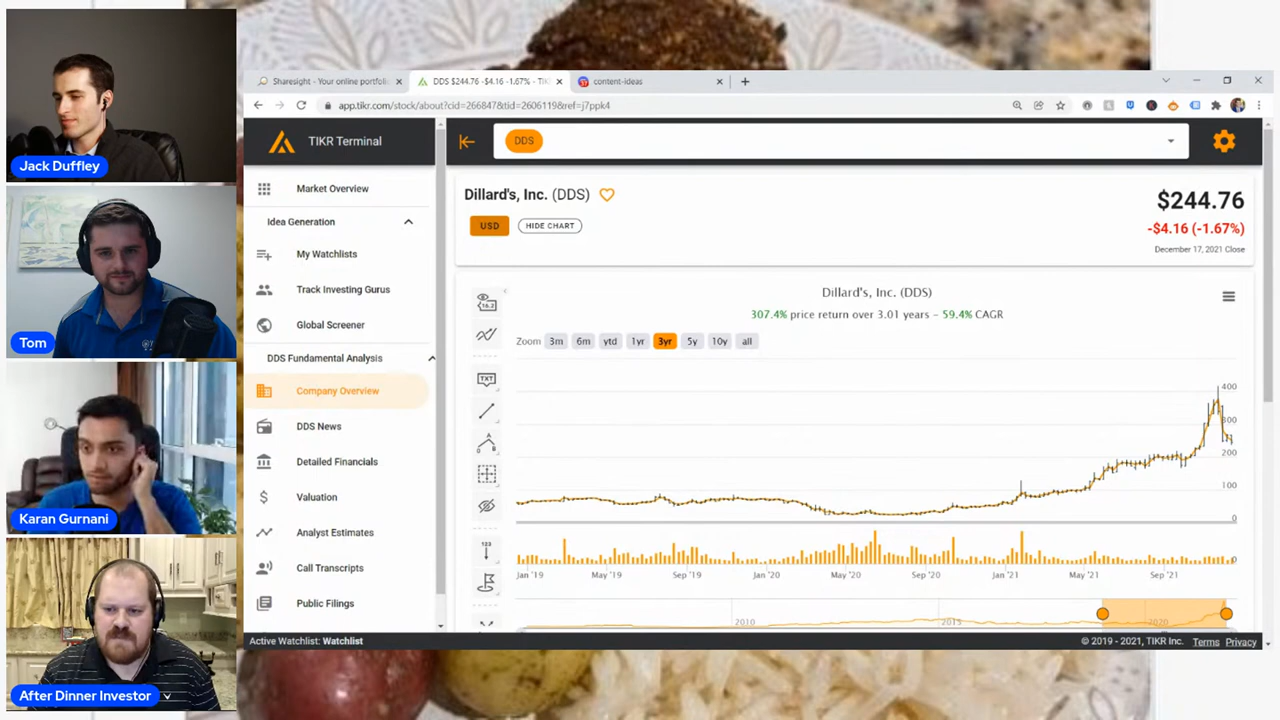 Jack Duffley
Tom
Karan Gurnani
After Dinner Investor
Sharesight - Your online portfoli
DDS $244.76 -$4.16 -1.67% - TI
content-ideas
app.tikr.com/stock/about?cid=266847&tid=2606119&ref=j7ppk4
TIKR Terminal
DDS
Market Overview
Idea Generation
My Watchlists
Track Investing Gurus
Global Screener
DDS Fundamental Analysis
Company Overview
DDS News
Detailed Financials
Valuation
Analyst Estimates
Call Transcripts
Public Filings
Dillard's, Inc. (DDS)
USD
HIDE CHART
$244.76
-$4.16 (-1.67%)
December 17, 2021 Close
Dillard's, Inc. (DDS)
307.4% price return over 3.01 years – 59.4% CAGR
Zoom 3m 6m ytd 1yr 3yr 5y 10y all
TXT
123
400
300
200
100
0
0
Jan '19 May '19 Sep '19 Jan '20 May '20 Sep '20 Jan '21 May '21 Sep '21
2010 2015 2020
Active Watchlist: Watchlist
© 2019 - 2021, TIKR Inc. Terms Privacy